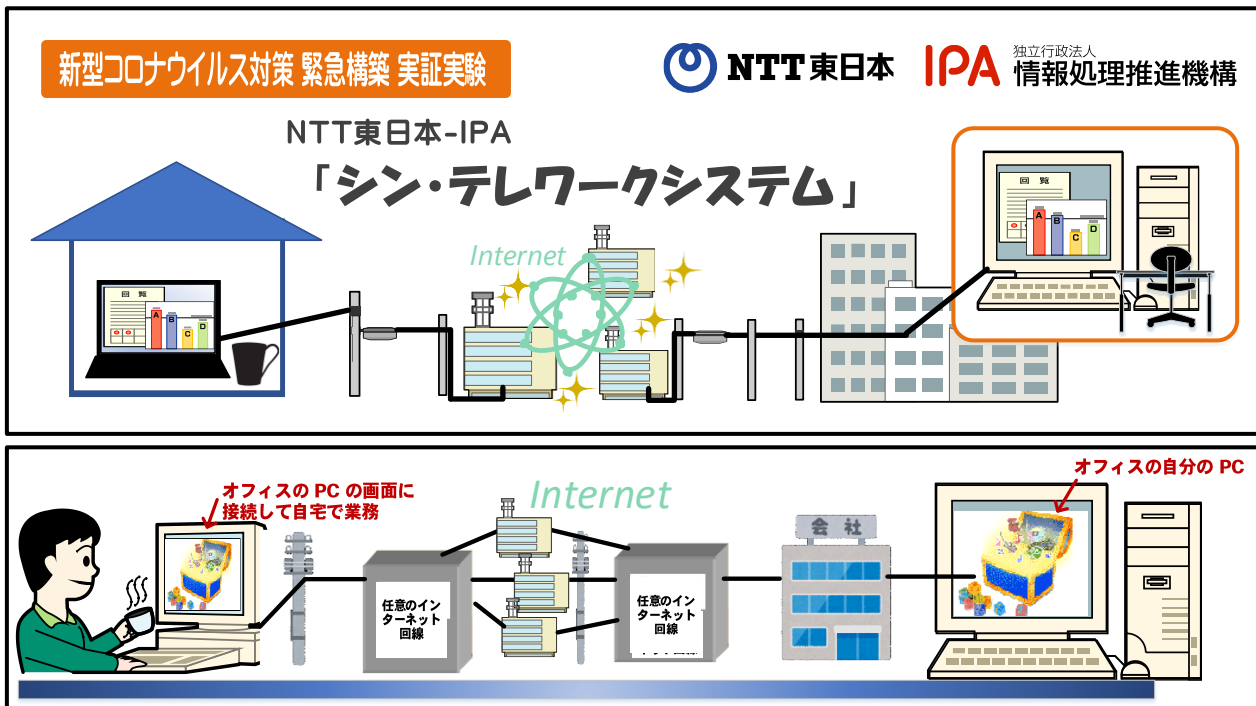 新型コロナウイルス対策 緊急構築 実証実験
NTT東日本
IPA
独立行政法人
情報処理推進機構
NTT東日本-IPA
「シン・テレワークシステム」
Internet
回覧
A
B
C
D
回覧
A
B
C
D
オフィスの PC の画面に
接続して自宅で業務
Internet
オフィスの自分の PC
会社
任意のイン
ターネット
回線
任意のイン
ターネット
回線